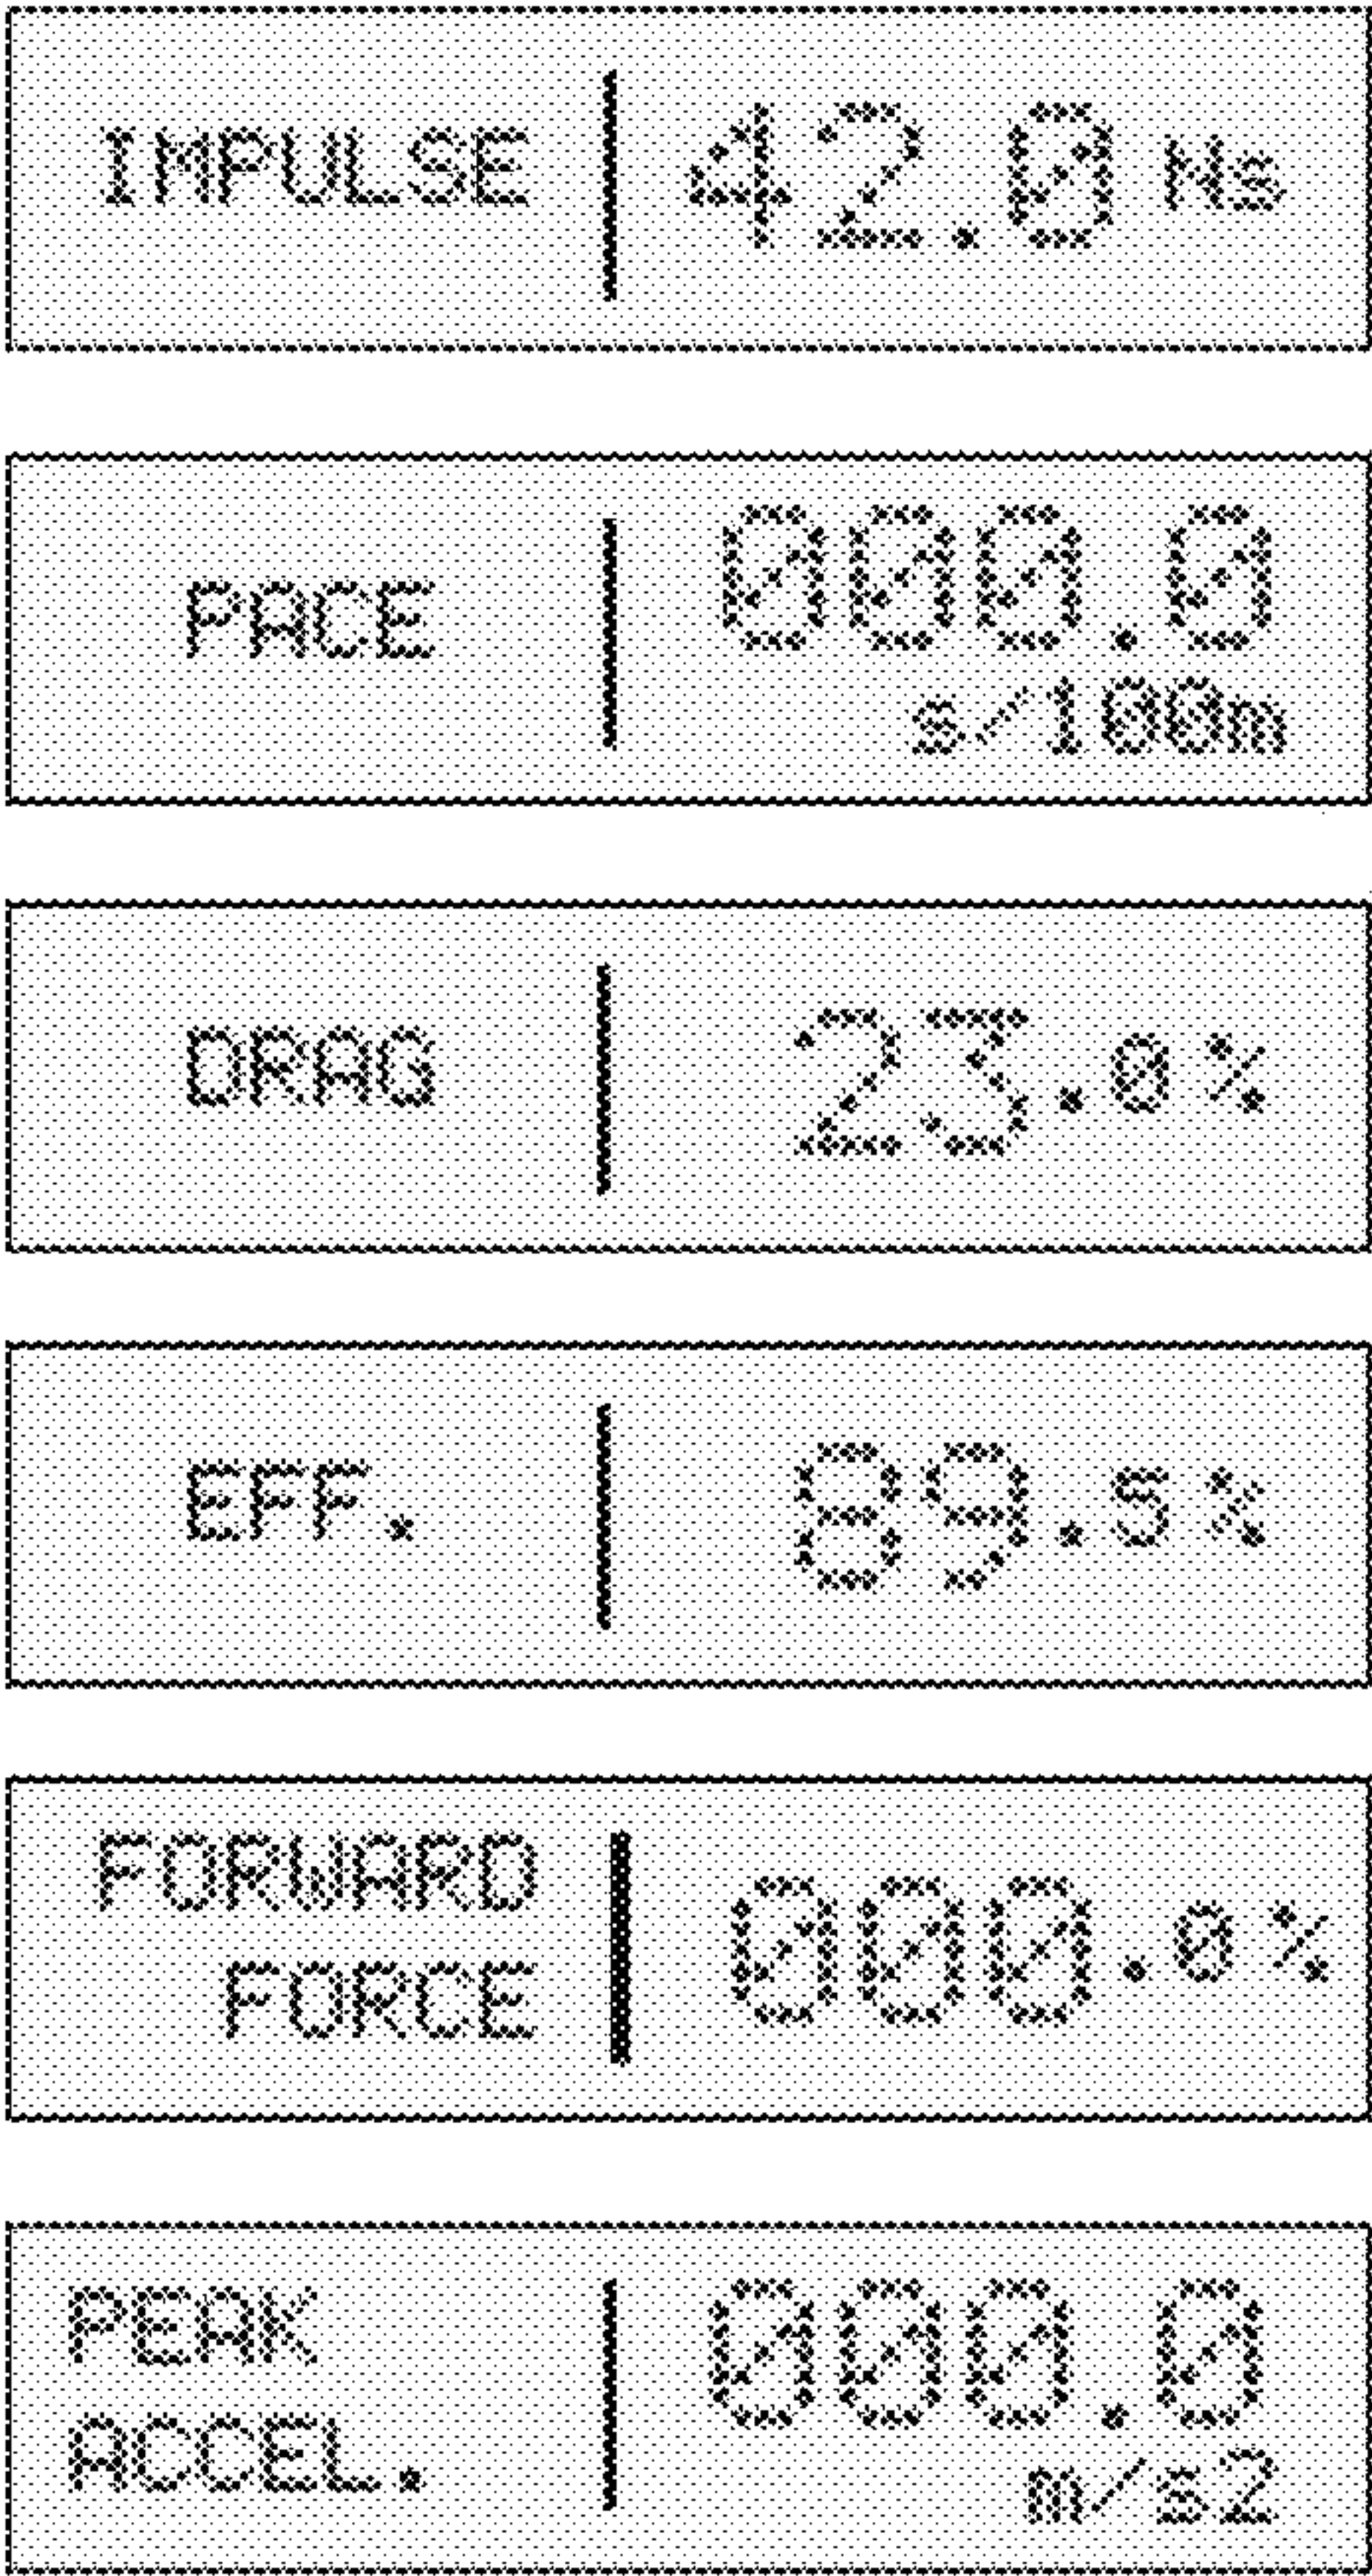 IMPULSE 42.0 Ns
PACE 000.0
s/100m
DRAG 23.0 %
EFF. 89.5 %
FORWARD
FORCE 000.0 %
PEAK 000.0
ACCEL. m/s2